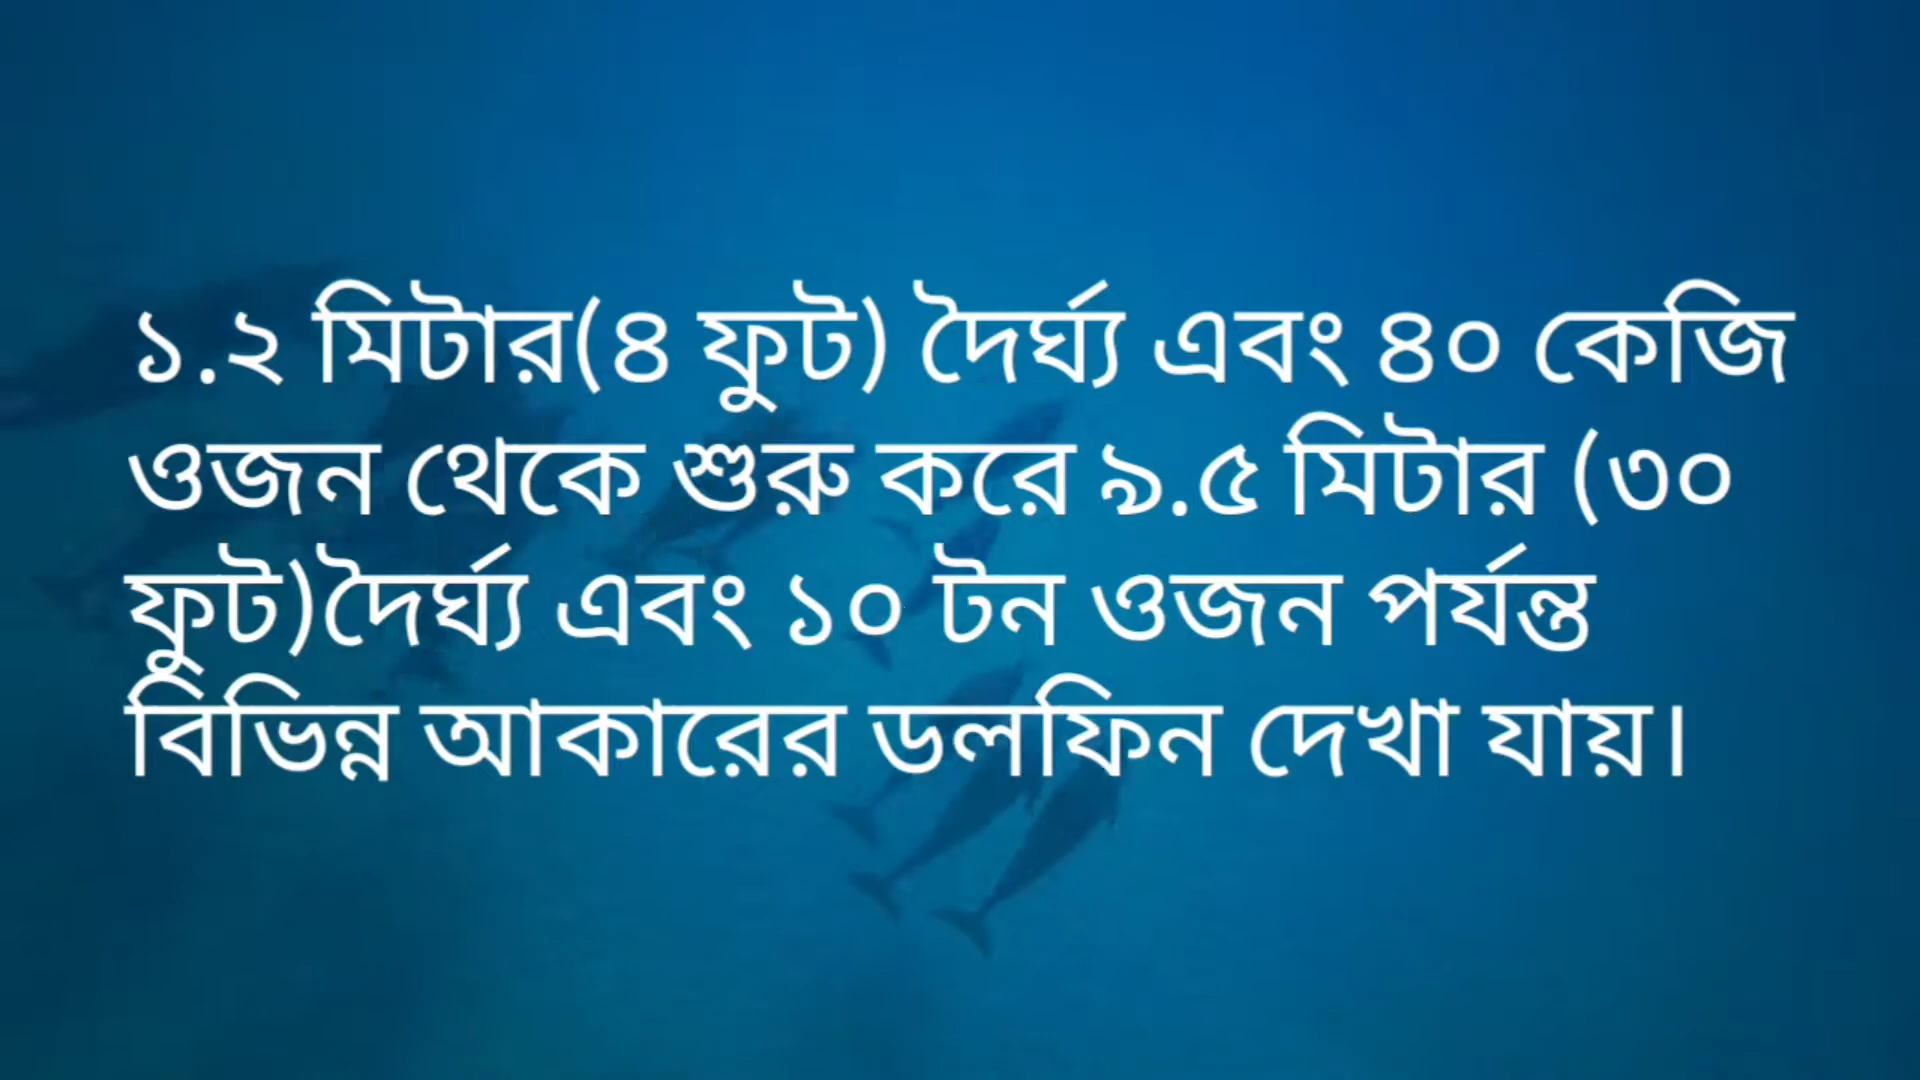 ১.২ মিটার(৪ ফুট) দৈর্ঘ্য এবং ৪০ কেজি
ওজন থেকে শুরু করে ৯.৫ মিটার (৩০
ফুট)দৈর্ঘ্য এবং ১০ টন ওজন পর্যন্ত
বিভিন্ন আকারের ডলফিন দেখা যায়।